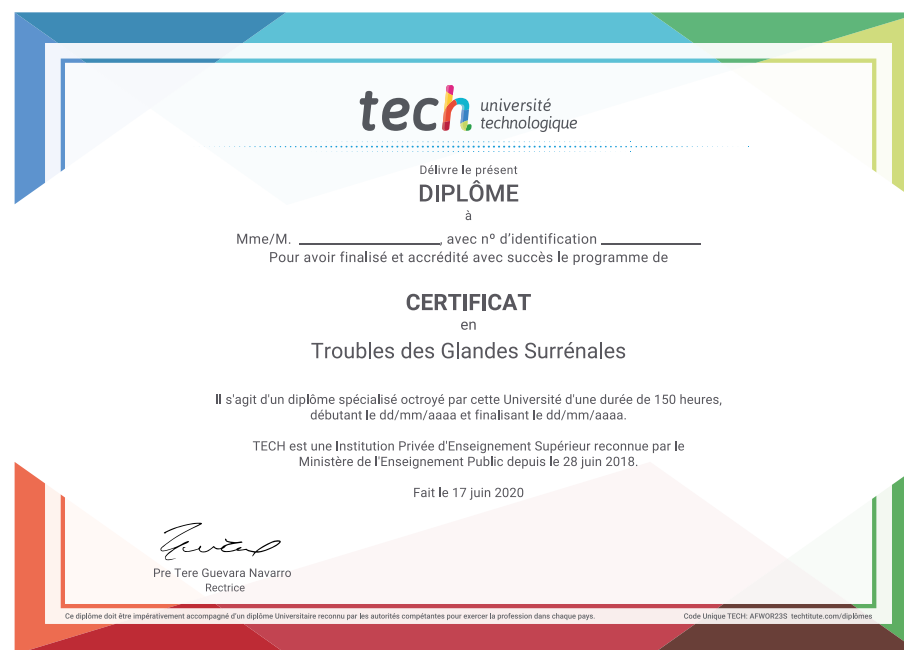 tech université
technologique
Délivre le présent
DIPLÔME
à
Mme/M. ____________, avec nº d'identification ____________
Pour avoir finalisé et accrédité avec succès le programme de
CERTIFICAT
en
Troubles des Glandes Surrénales
Il s'agit d'un diplôme spécialisé octroyé par cette Université d'une durée de 150 heures,
débutant le dd/mm/aaaa et finalisant le dd/mm/aaaa.
TECH est une Institution Privée d'Enseignement Supérieur reconnue par le
Ministère de l'Enseignement Public depuis le 28 juin 2018.
Fait le 17 juin 2020
Pre Tere Guevara Navarro
Rectrice
Ce diplôme doit être impérativement accompagné d'un diplôme Universitaire reconnu par les autorités compétantes pour exercer la profession dans chaque pays.
Code Unique TECH: AFWOR23S techtitute.com/diplômes